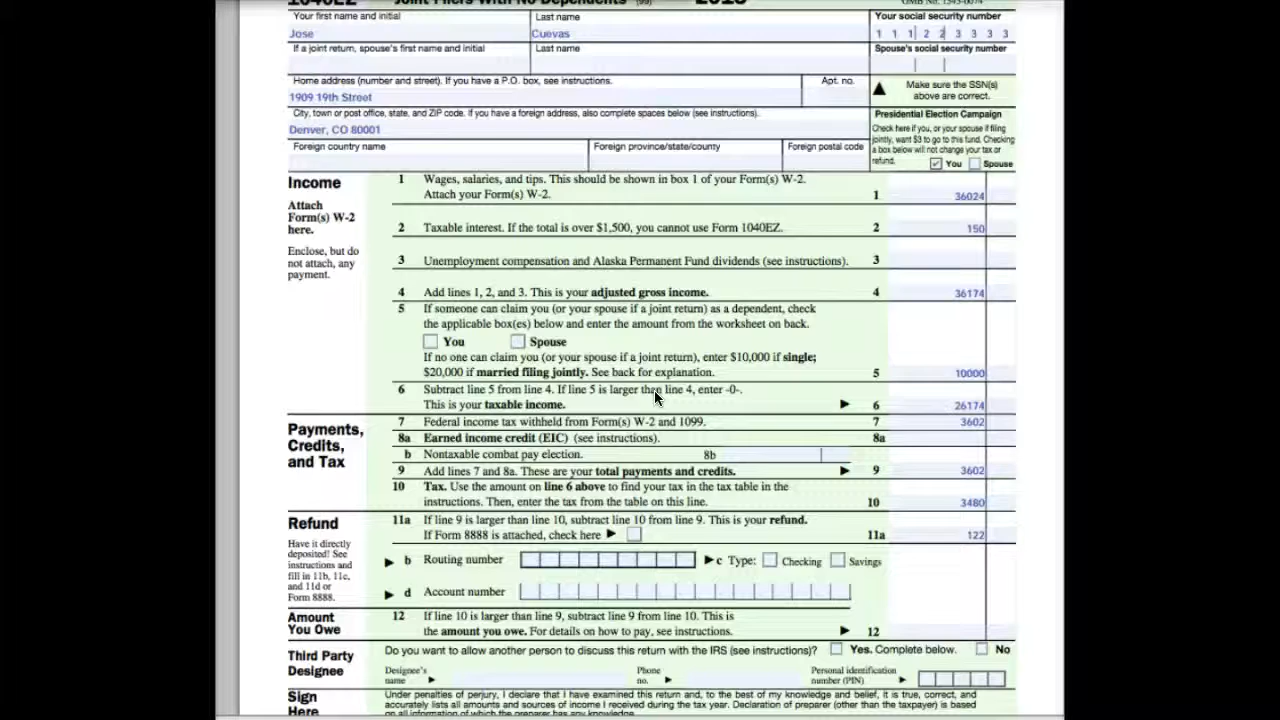 1040EZ Joint Filers With No Dependents (99) 2013 OMB No. 1545-0074
Your first name and initial Last name Your social security number
Jose Cuevas 1 1 1 2 2 3 3 3 3
If a joint return, spouse's first name and initial Last name Spouse's social security number
Home address (number and street). If you have a P.O. box, see instructions. Apt. no.
Make sure the SSN(s)
above are correct.
1909 19th Street
City, town or post office, state, and ZIP code. If you have a foreign address, also complete spaces below (see instructions).
Denver, CO 80001
Presidential Election Campaign
Check here if you, or your spouse if filing
jointly, want $3 to go to this fund. Checking
a box below will not change your tax or
refund. You Spouse
Foreign country name Foreign province/state/county Foreign postal code
Income
Attach
Form(s) W-2
here.
Enclose, but do
not attach, any
payment.
1 Wages, salaries, and tips. This should be shown in box 1 of your Form(s) W-2.
Attach your Form(s) W-2. 1 36024
2 Taxable interest. If the total is over $1,500, you cannot use Form 1040EZ. 2 150
3 Unemployment compensation and Alaska Permanent Fund dividends (see instructions). 3
4 Add lines 1, 2, and 3. This is your adjusted gross income. 4 36174
5 If someone can claim you (or your spouse if a joint return) as a dependent, check
the applicable box(es) below and enter the amount from the worksheet on back.
You Spouse
If no one can claim you (or your spouse if a joint return), enter $10,000 if single;
$20,000 if married filing jointly. See back for explanation. 5 10000
6 Subtract line 5 from line 4. If line 5 is larger than line 4, enter -0-.
This is your taxable income. 6 26174
Payments,
Credits,
and Tax
7 Federal income tax withheld from Form(s) W-2 and 1099. 7 3602
8a Earned income credit (EIC) (see instructions). 8a
b Nontaxable combat pay election. 8b
9 Add lines 7 and 8a. These are your total payments and credits. 9 3602
10 Tax. Use the amount on line 6 above to find your tax in the tax table in the
instructions. Then, enter the tax from the table on this line. 10 3480
Refund
Have it directly
deposited! See
instructions and
fill in 11b, 11c,
and 11d or
Form 8888.
11a If line 9 is larger than line 10, subtract line 10 from line 9. This is your refund.
If Form 8888 is attached, check here 11a 122
b Routing number c Type: Checking Savings
d Account number
Amount
You Owe
12 If line 10 is larger than line 9, subtract line 9 from line 10. This is
the amount you owe. For details on how to pay, see instructions. 12
Third Party
Designee
Do you want to allow another person to discuss this return with the IRS (see instructions)? Yes. Complete below. No
Designee's Phone Personal identification
name no. number (PIN)
Sign
Here
Under penalties of perjury, I declare that I have examined this return and, to the best of my knowledge and belief, it is true, correct, and
accurately lists all amounts and sources of income I received during the tax year. Declaration of preparer (other than the taxpayer) is based
on all information of which the preparer has any knowledge.